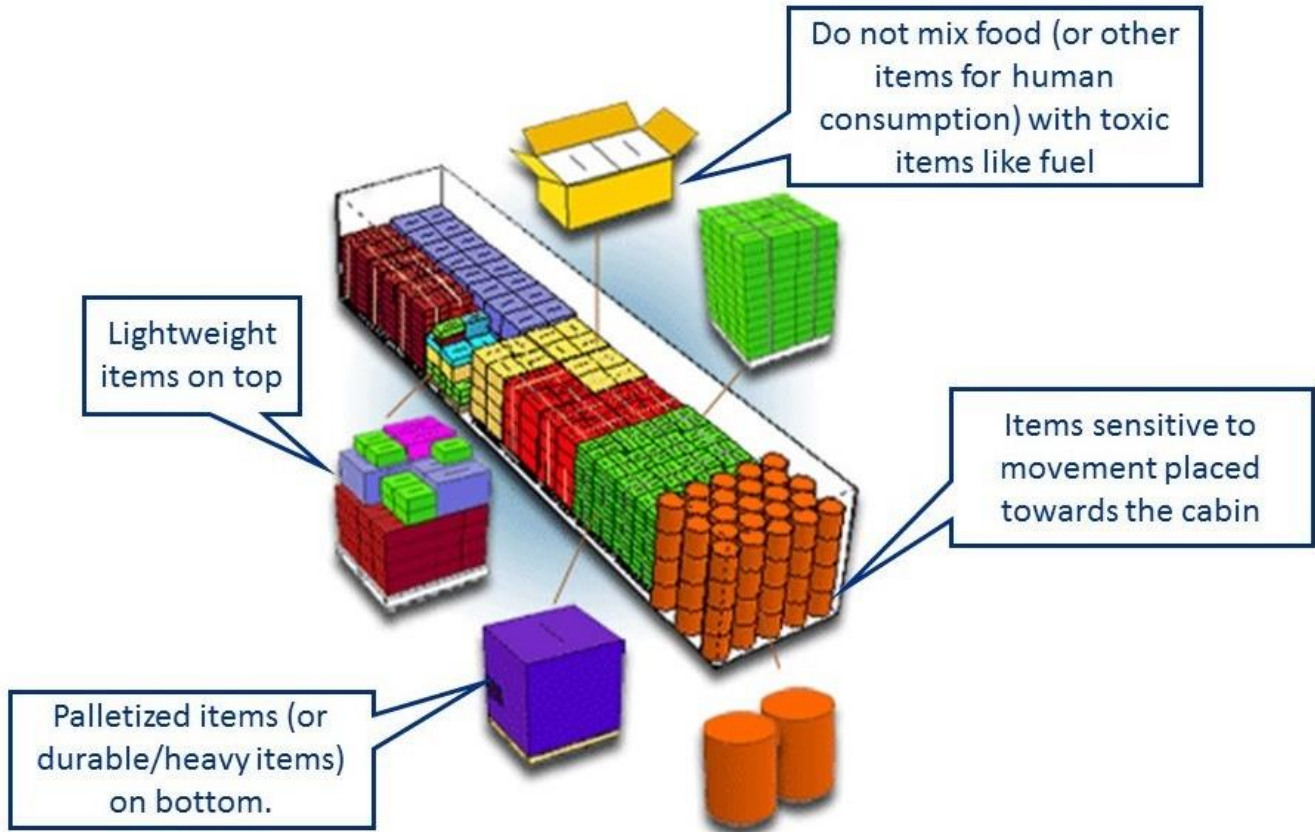 Do not mix food (or other
items for human
consumption) with toxic
items like fuel
Lightweight
items on top
Items sensitive to
movement placed
towards the cabin
Palletized items (or
durable/heavy items)
on bottom.